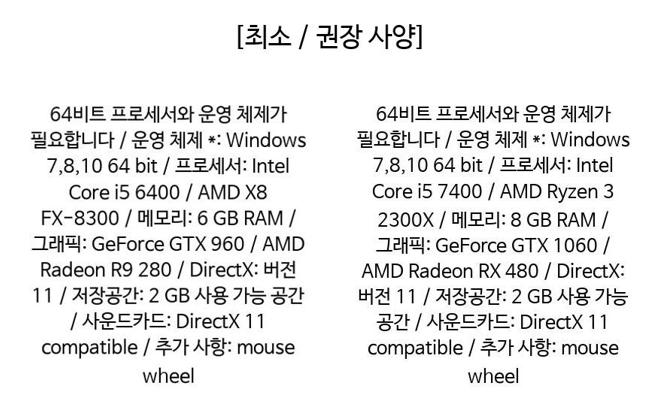 [최소 / 권장 사양]
64비트 프로세서와 운영 체제가
필요합니다 / 운영 체제 *: Windows
7,8,10 64 bit / 프로세서: Intel
Core i5 6400 / AMD X8
FX-8300 / 메모리: 6 GB RAM /
그래픽: GeForce GTX 960 / AMD
Radeon R9 280 / DirectX: 버전
11 / 저장공간: 2 GB 사용 가능 공간
/ 사운드카드: DirectX 11
compatible / 추가 사항: mouse
wheel
64비트 프로세서와 운영 체제가
필요합니다 / 운영 체제 *: Windows
7,8,10 64 bit / 프로세서: Intel
Core i5 7400 / AMD Ryzen 3
2300X / 메모리: 8 GB RAM /
그래픽: GeForce GTX 1060 /
AMD Radeon RX 480 / DirectX:
버전 11 / 저장공간: 2 GB 사용 가능
공간 / 사운드카드: DirectX 11
compatible / 추가 사항: mouse
wheel